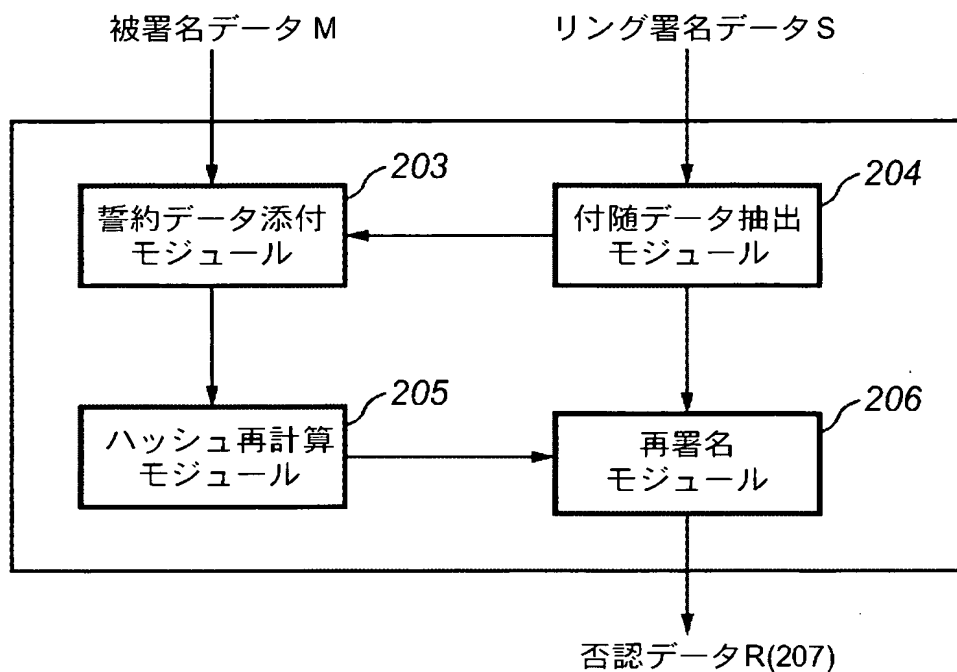 被署名データM
リング署名データS
203
204
誓約データ添付
モジュール
付随データ抽出
モジュール
205
206
ハッシュ再計算
モジュール
再署名
モジュール
否認データR(207)